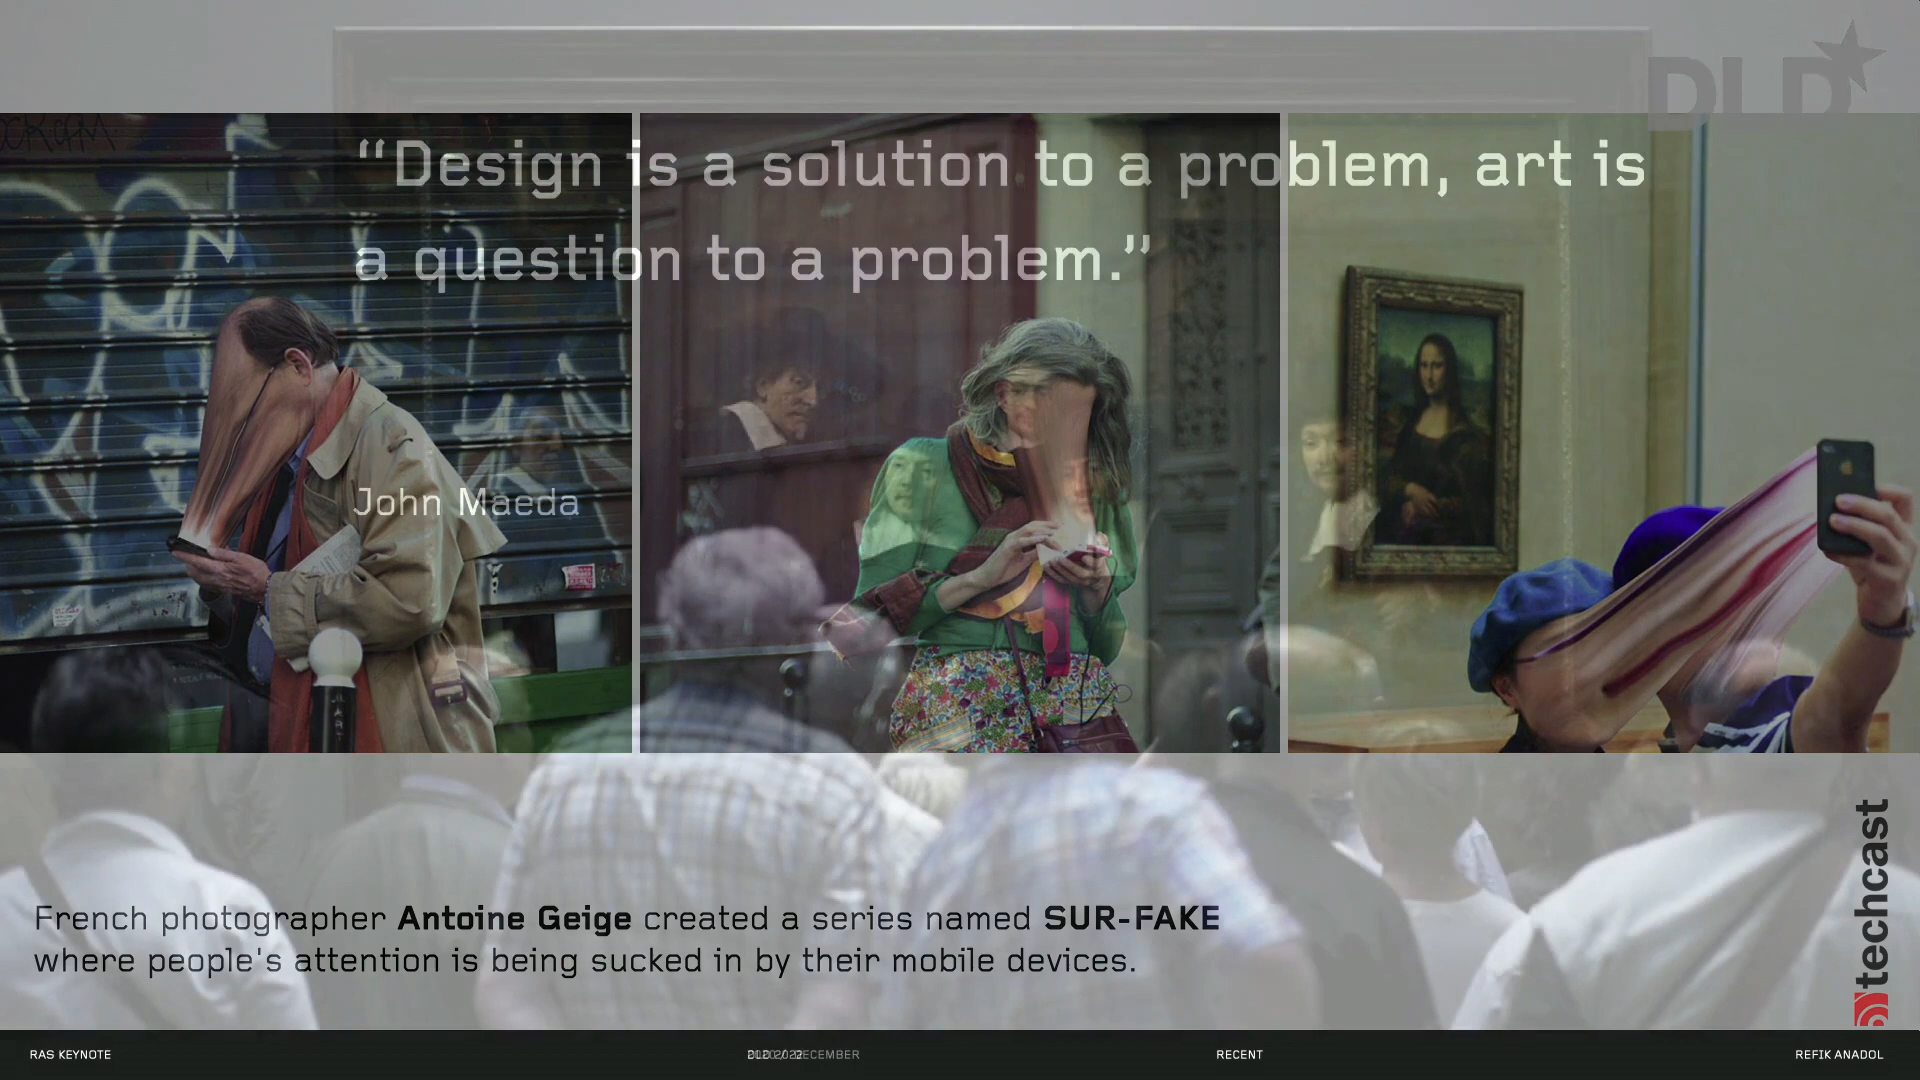 DLD
“Design is a solution to a problem, art is
a question to a problem.”
John Maeda
French photographer Antoine Geige created a series named SUR-FAKE
where people's attention is being sucked in by their mobile devices.
techcast
RAS KEYNOTE
RECENT
REFIK ANADOL